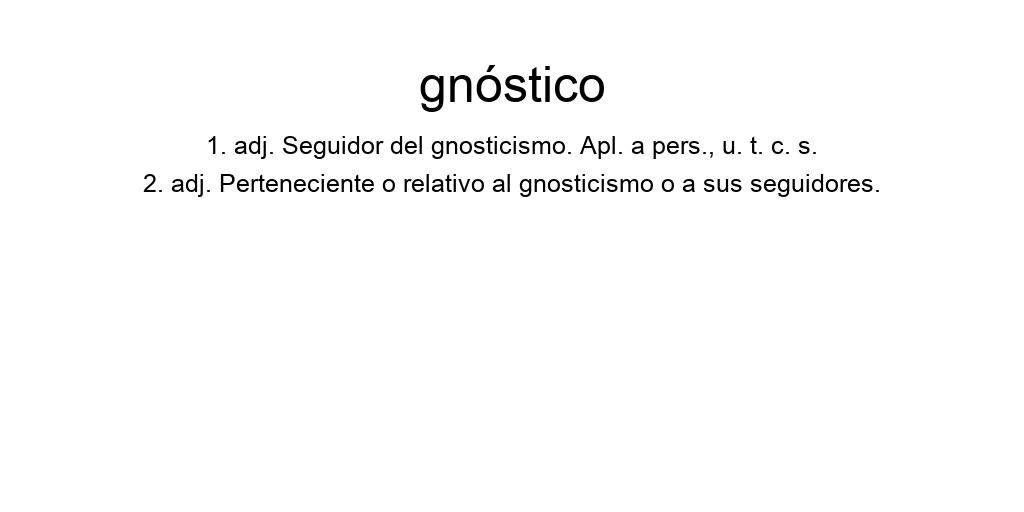 gnóstico
1. adj. Seguidor del gnosticismo. Apl. a pers., u. t. c. s.
2. adj. Perteneciente o relativo al gnosticismo o a sus seguidores.